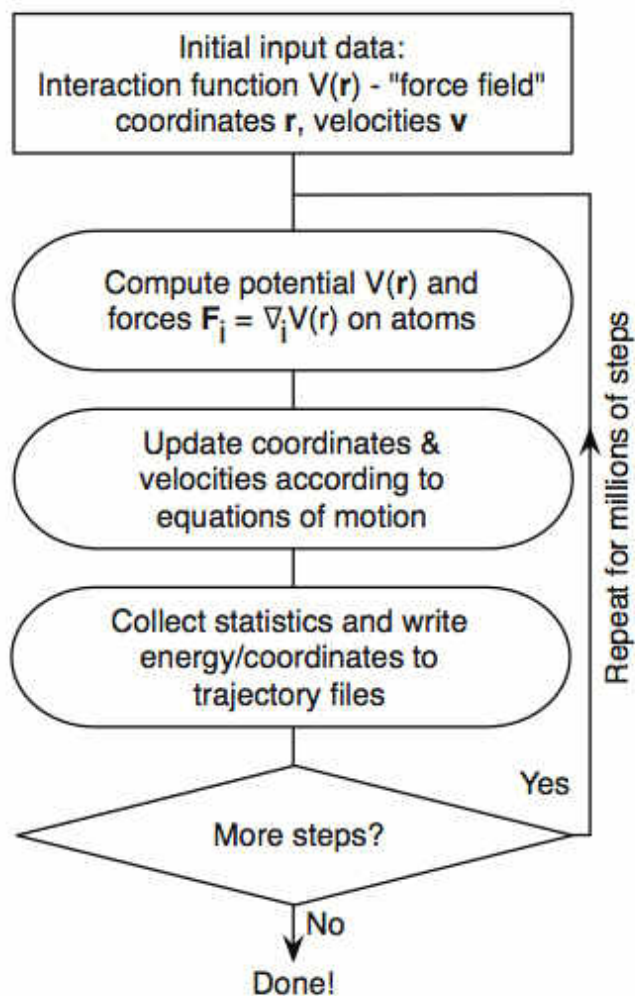 Initial input data:
Interaction function V(r) - "force field"
coordinates r, velocities v
Compute potential V(r) and
forces Fᵢ = ∇ᵢV(r) on atoms
Update coordinates &
velocities according to
equations of motion
Collect statistics and write
energy/coordinates to
trajectory files
More steps?
Yes
Repeat for millions of steps
No
Done!